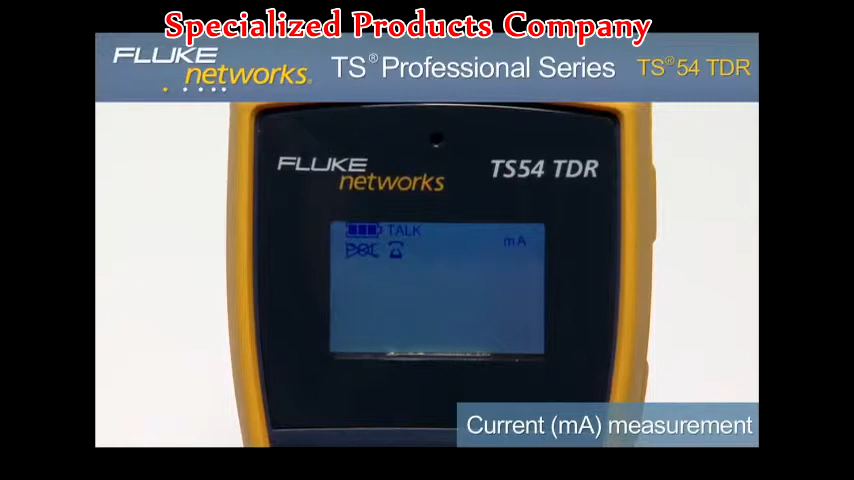 Specialized Products Company
FLUKE
networks®
TS® Professional Series
TS® 54 TDR
FLUKE
networks
TS54 TDR
TALK
mA
Current (mA) measurement